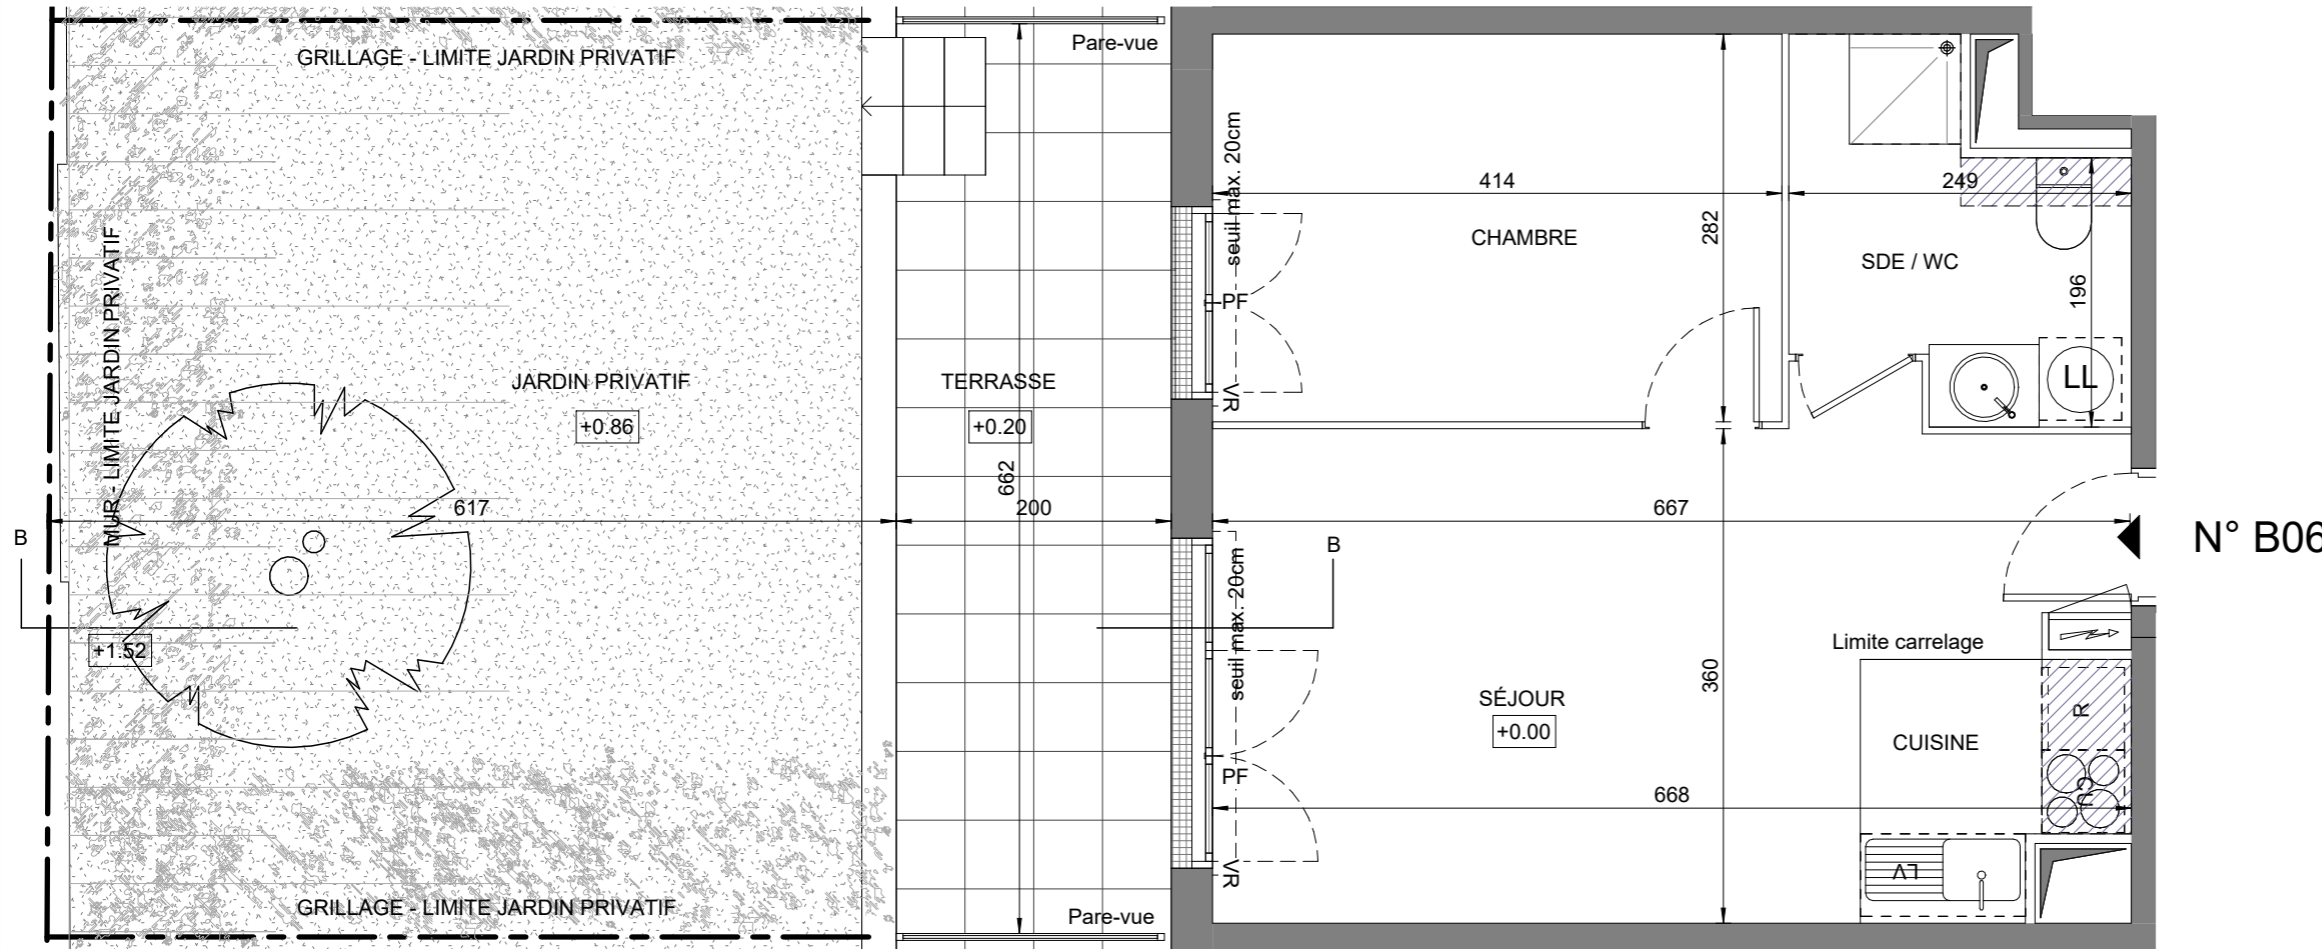 GRILLAGE - LIMITE JARDIN PRIVATIF
Pare-vue
MUR - LIMITE JARDIN PRIVATIF
JARDIN PRIVATIF
+0.86
TERRASSE
+0.20
662
617
200
B
+1.52
GRILLAGE - LIMITE JARDIN PRIVATIF
Pare-vue
seuil max. 20cm
PF
VR
414
CHAMBRE
282
249
SDE / WC
196
LL
667
N° B06
B
seuil max. 20cm
PF
VR
SÉJOUR
+0.00
360
668
Limite carrelage
CUISINE
R
CU
LV